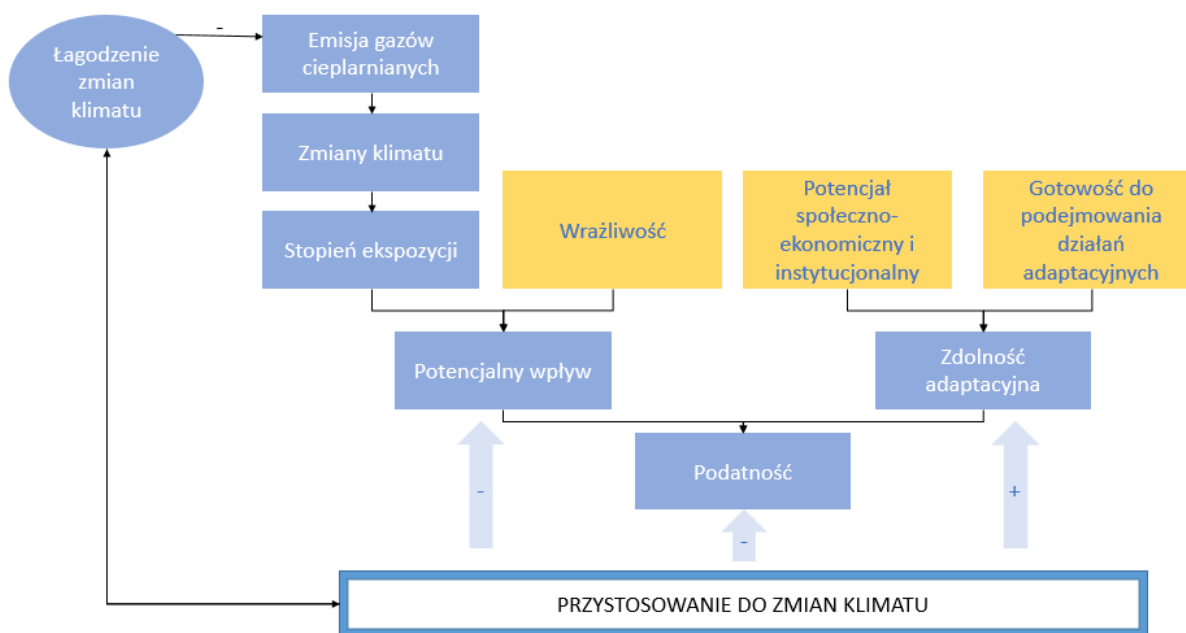 -
Łagodzenie
zmian
klimatu
Emisja gazów
cieplarnianych
Zmiany klimatu
Stopień ekspozycji
Wrażliwość
Potencjał
społeczno-
ekonomiczny i
instytucjonalny
Gotowość do
podejmowania
działań
adaptacyjnych
Potencjalny wpływ
Zdolność
adaptacyjna
Podatność
-
-
+
PRZYSTOSOWANIE DO ZMIAN KLIMATU